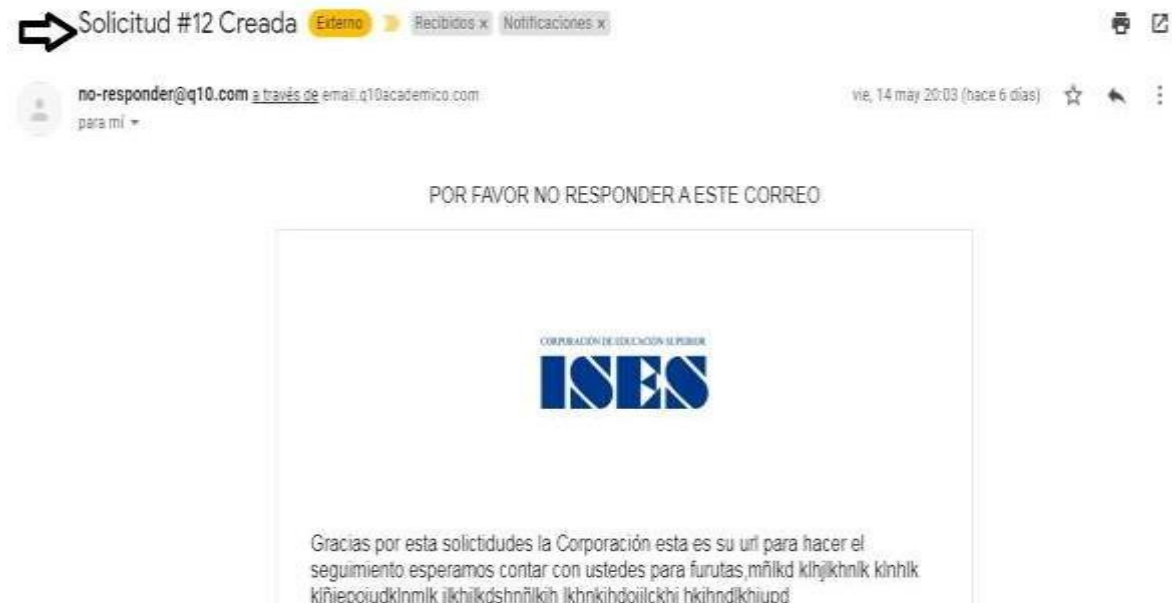 Solicitud #12 Creada Externo Recibidos x Notificaciones x
no-responder@q10.com a través de email.q10academico.com
vie, 14 may 20:03 (hace 6 días)
para mí
POR FAVOR NO RESPONDER A ESTE CORREO
CORPORACIÓN DE EDUCACIÓN SUPERIOR
ISES
Gracias por esta solictidudes la Corporación esta es su url para hacer el
seguimiento esperamos contar con ustedes para furutas,mñlkd klhjlkhnlk klnhlk